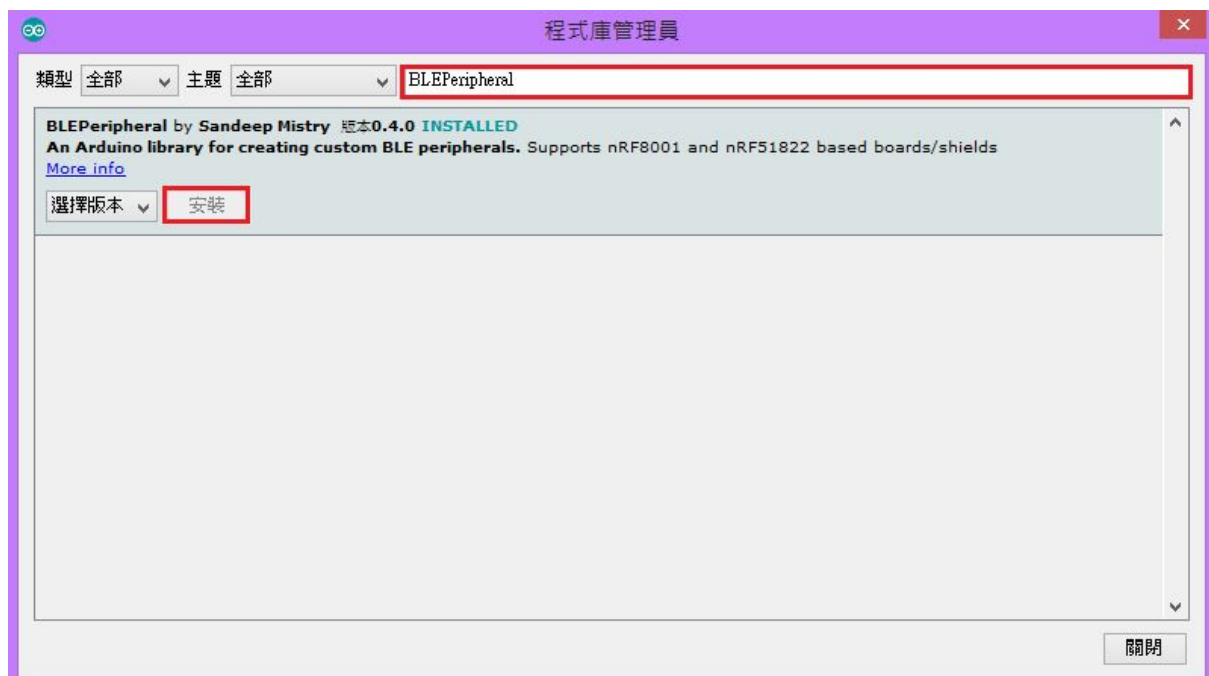 程式庫管理員
類型 全部 主題 全部 BLEPeripheral
BLEPeripheral by Sandeep Mistry 版本0.4.0 INSTALLED
An Arduino library for creating custom BLE peripherals. Supports nRF8001 and nRF51822 based boards/shields
More info
選擇版本 安裝
關閉